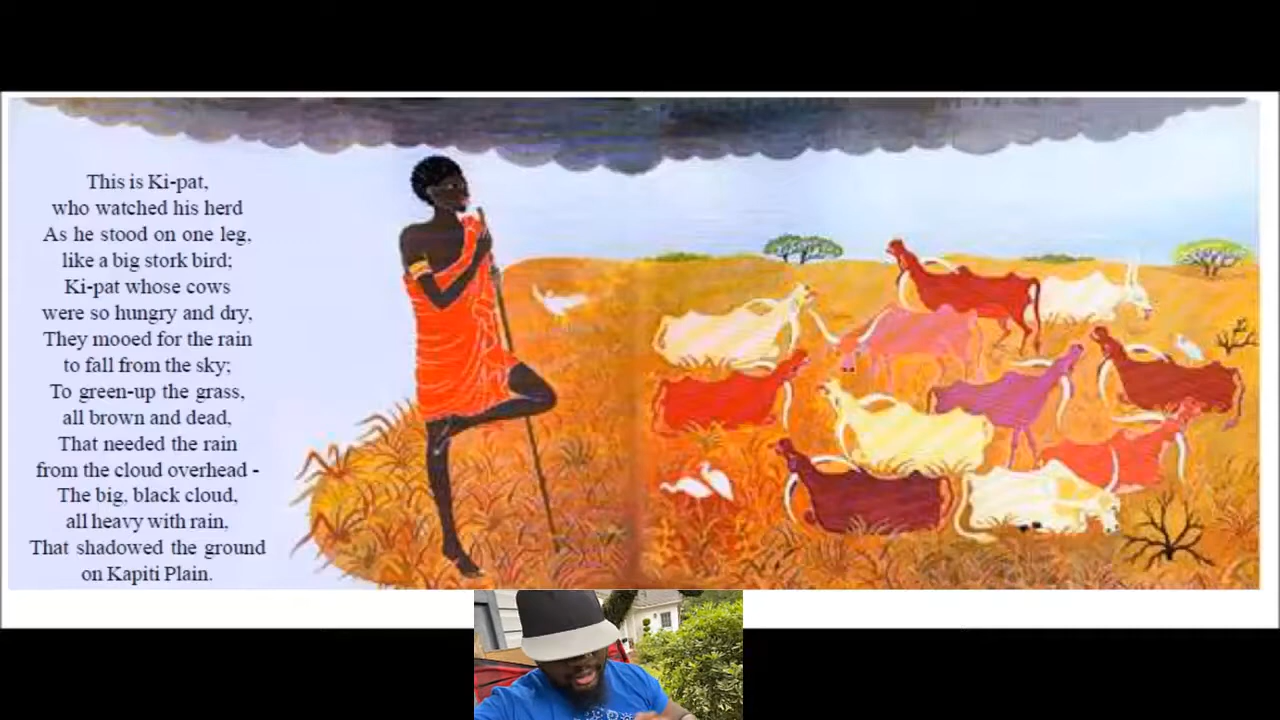 This is Ki-pat,
who watched his herd
As he stood on one leg,
like a big stork bird;
Ki-pat whose cows
were so hungry and dry,
They mooed for the rain
to fall from the sky;
To green-up the grass,
all brown and dead,
That needed the rain
from the cloud overhead -
The big, black cloud,
all heavy with rain,
That shadowed the ground
on Kapiti Plain.